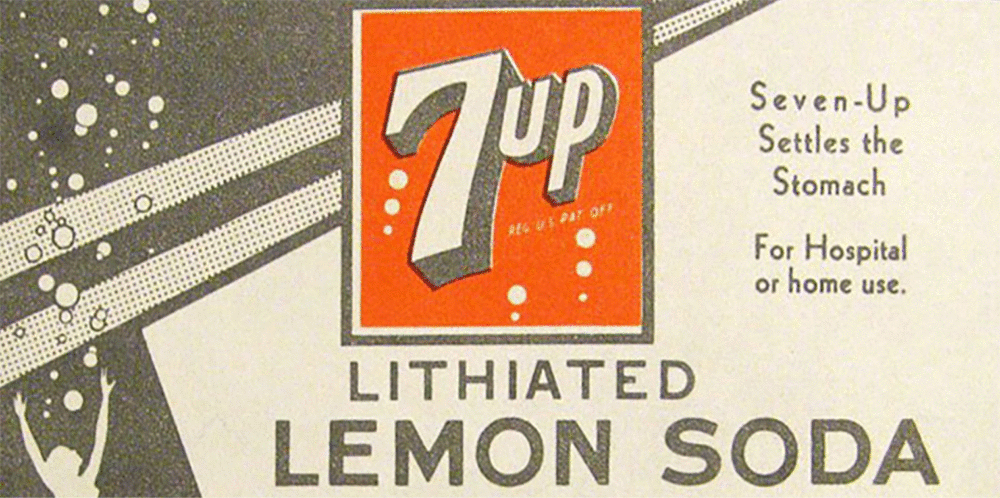 7up
REG. U.S. PAT. OFF.
Seven-Up
Settles the
Stomach
For Hospital
or home use.
LITHIATED
LEMON SODA